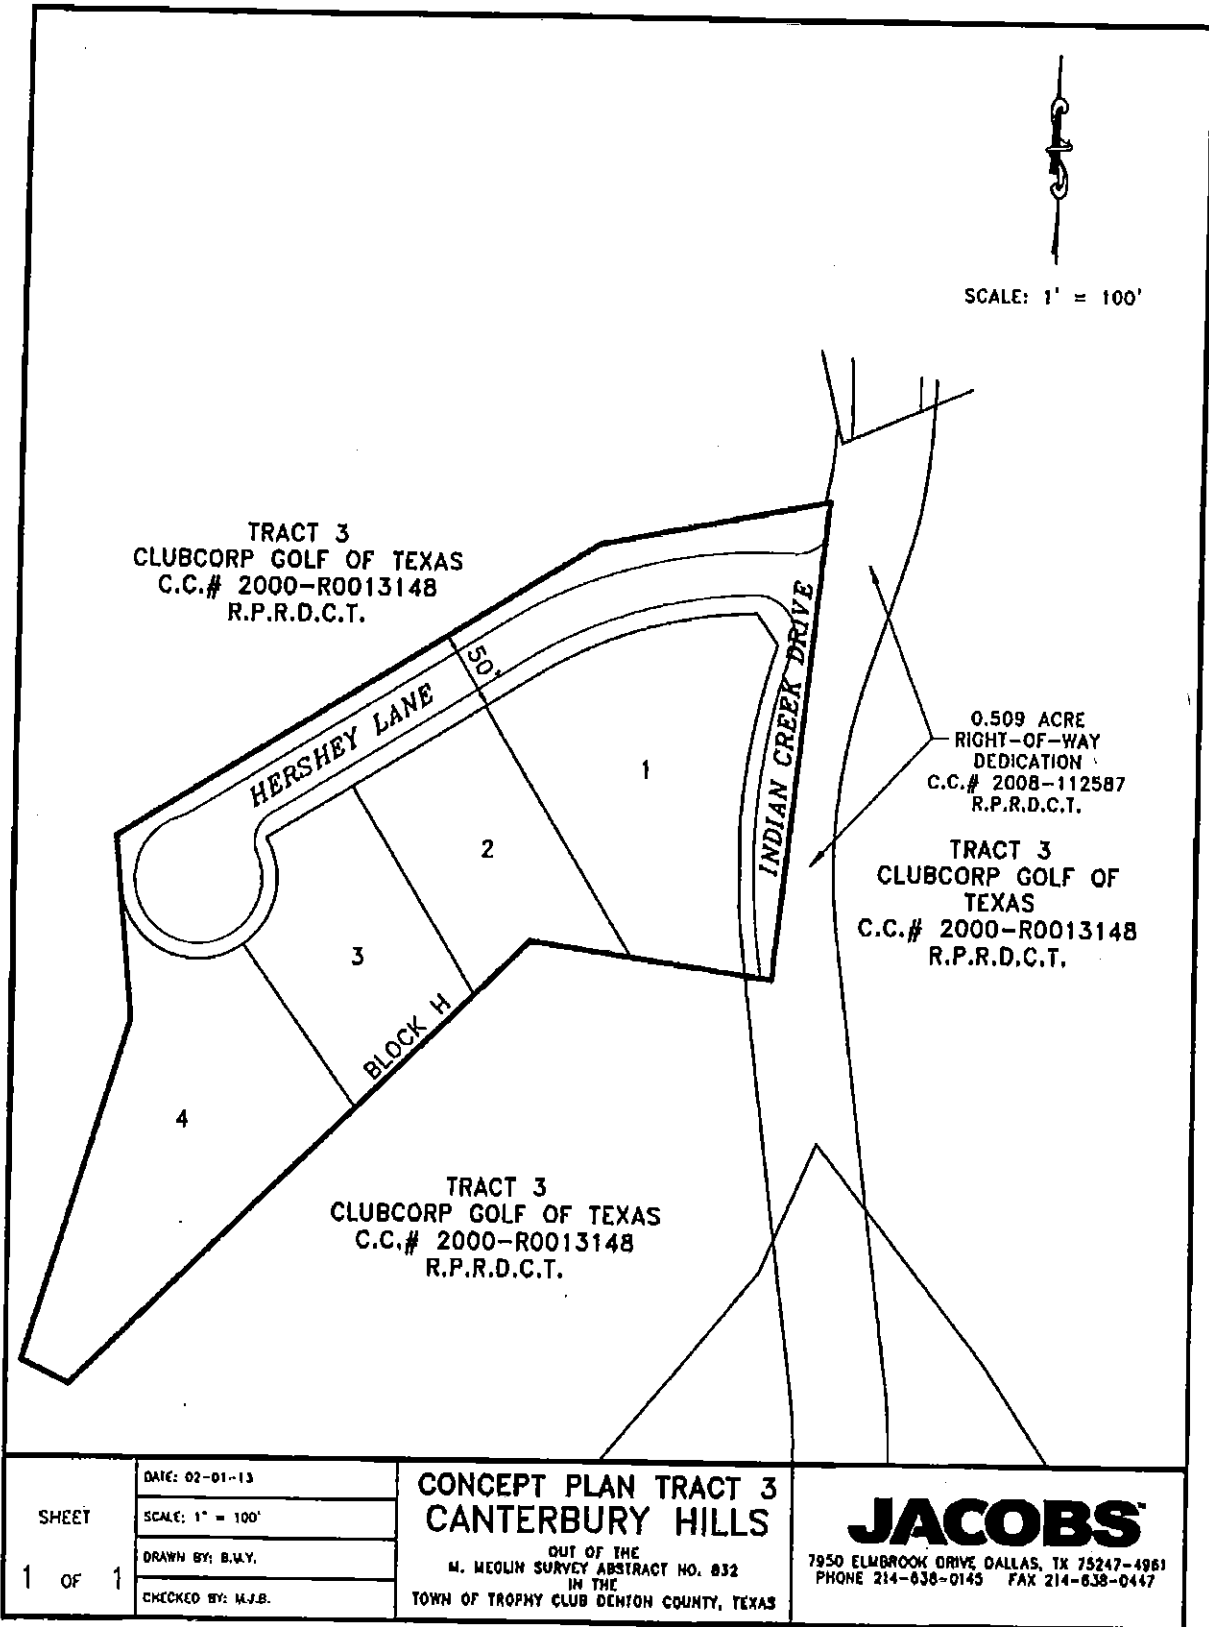 SCALE: 1' = 100'
TRACT 3
CLUBCORP GOLF OF TEXAS
C.C.# 2000-R0013148
R.P.R.D.C.T.
HERSHEY LANE
50'
INDIAN CREEK DRIVE
1
2
3
4
BLOCK H
0.509 ACRE
RIGHT-OF-WAY
DEDICATION
C.C.# 2008-112587
R.P.R.D.C.T.
TRACT 3
CLUBCORP GOLF OF
TEXAS
C.C.# 2000-R0013148
R.P.R.D.C.T.
TRACT 3
CLUBCORP GOLF OF TEXAS
C.C.# 2000-R0013148
R.P.R.D.C.T.
SHEET
1 OF 1
DATE: 02-01-13
SCALE: 1" = 100'
DRAWN BY: B.W.Y.
CHECKED BY: M.J.B.
CONCEPT PLAN TRACT 3
CANTERBURY HILLS
OUT OF THE
M. MEDLIN SURVEY ABSTRACT NO. 832
IN THE
TOWN OF TROPHY CLUB DENTON COUNTY, TEXAS
JACOBS
7950 ELMBROOK DRIVE, DALLAS, TX 75247-4961
PHONE 214-638-0145 FAX 214-638-0447